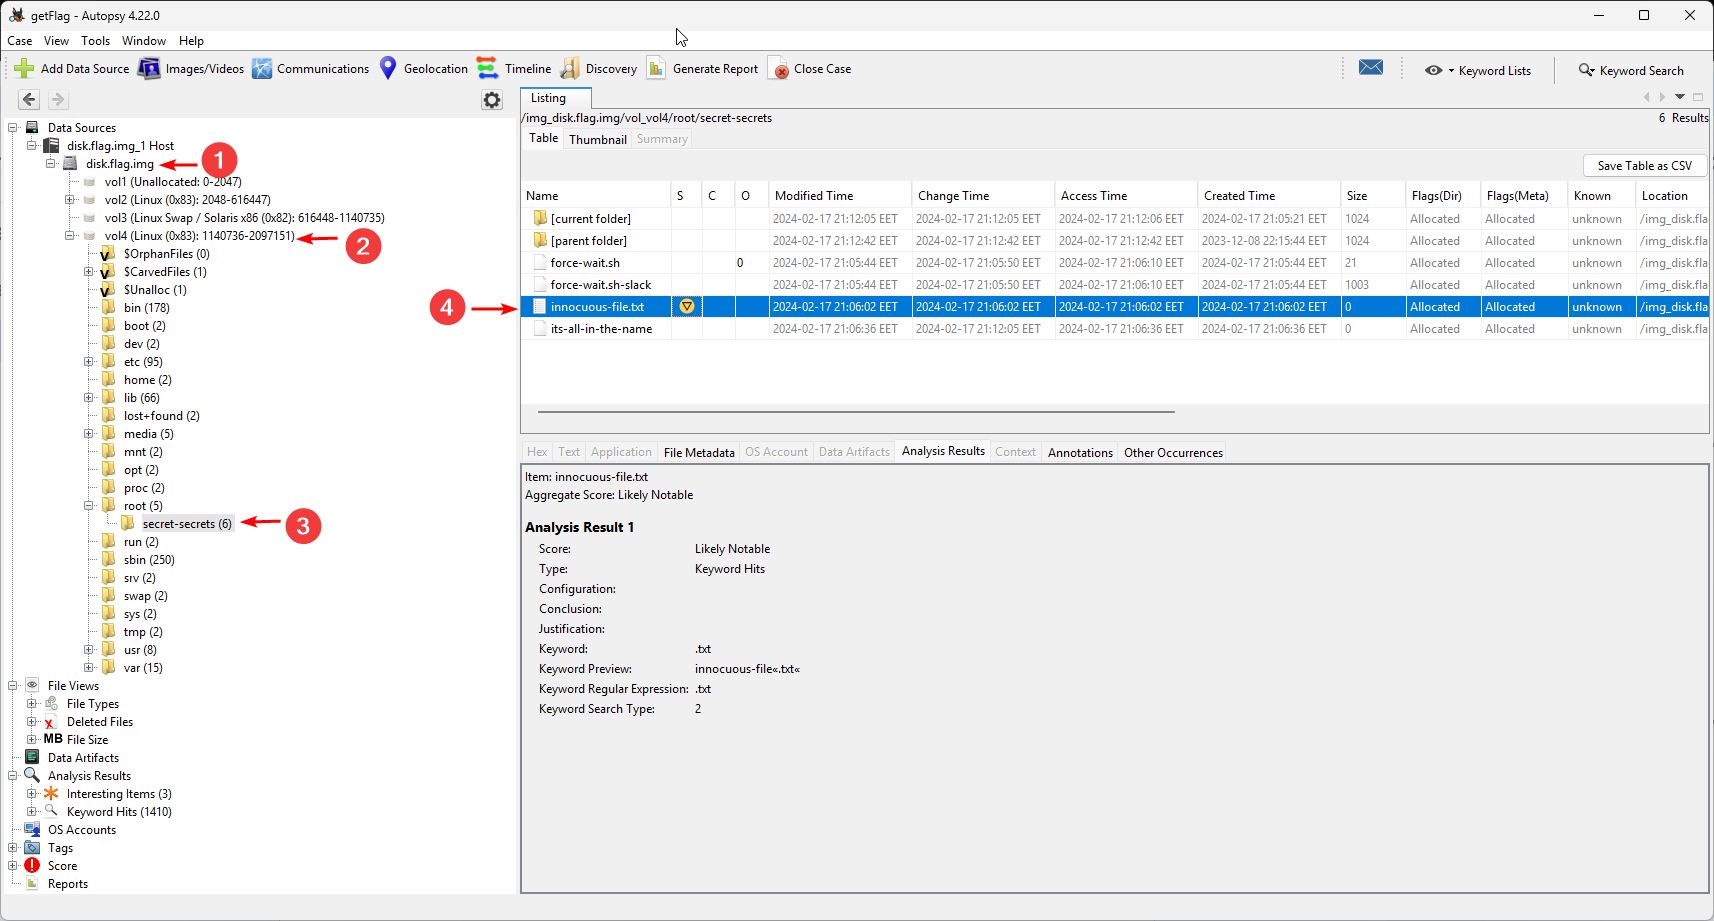 getFlag - Autopsy 4.22.0
Case View Tools Window Help
Add Data Source Images/Videos Communications Geolocation Timeline Discovery Generate Report Close Case Keyword Lists Keyword Search
Data Sources
disk.flag.img_1 Host
disk.flag.img
1
vol1 (Unallocated: 0-2047)
vol2 (Linux (0x83): 2048-616447)
vol3 (Linux Swap / Solaris x86 (0x82): 616448-1140735)
vol4 (Linux (0x83): 1140736-2097151)
2
$OrphanFiles (0)
$CarvedFiles (1)
$Unalloc (1)
bin (178)
boot (2)
dev (2)
etc (95)
home (2)
lib (66)
lost+found (2)
media (5)
mnt (2)
opt (2)
proc (2)
root (5)
secret-secrets (6)
3
run (2)
sbin (250)
srv (2)
swap (2)
sys (2)
tmp (2)
usr (8)
var (15)
File Views
File Types
Deleted Files
MB File Size
Data Artifacts
Analysis Results
Interesting Items (3)
Keyword Hits (1410)
OS Accounts
Tags
Score
Reports
Listing
/img_disk.flag.img/vol_vol4/root/secret-secrets
6 Results
Table Thumbnail Summary
Save Table as CSV
Name S C O Modified Time Change Time Access Time Created Time Size Flags(Dir) Flags(Meta) Known Location
[current folder] 2024-02-17 21:12:05 EET 2024-02-17 21:12:05 EET 2024-02-17 21:12:06 EET 2024-02-17 21:05:21 EET 1024 Allocated Allocated unknown /img_disk.fla
[parent folder] 2024-02-17 21:12:42 EET 2024-02-17 21:12:42 EET 2024-02-17 21:12:42 EET 2023-12-08 22:15:44 EET 1024 Allocated Allocated unknown /img_disk.fla
force-wait.sh 0 2024-02-17 21:05:44 EET 2024-02-17 21:05:50 EET 2024-02-17 21:06:10 EET 2024-02-17 21:05:44 EET 21 Allocated Allocated unknown /img_disk.fla
force-wait.sh-slack 2024-02-17 21:05:44 EET 2024-02-17 21:05:50 EET 2024-02-17 21:06:10 EET 2024-02-17 21:05:44 EET 1003 Allocated Allocated unknown /img_disk.fla
4
innocuous-file.txt 2024-02-17 21:06:02 EET 2024-02-17 21:06:02 EET 2024-02-17 21:06:02 EET 2024-02-17 21:06:02 EET 0 Allocated Allocated unknown /img_disk.fla
its-all-in-the-name 2024-02-17 21:06:36 EET 2024-02-17 21:12:05 EET 2024-02-17 21:06:36 EET 2024-02-17 21:06:36 EET 0 Allocated Allocated unknown /img_disk.fla
Hex Text Application File Metadata OS Account Data Artifacts Analysis Results Context Annotations Other Occurrences
Item: innocuous-file.txt
Aggregate Score: Likely Notable
Analysis Result 1
Score: Likely Notable
Type: Keyword Hits
Configuration:
Conclusion:
Justification:
Keyword: .txt
Keyword Preview: innocuous-file«.txt«
Keyword Regular Expression: .txt
Keyword Search Type: 2